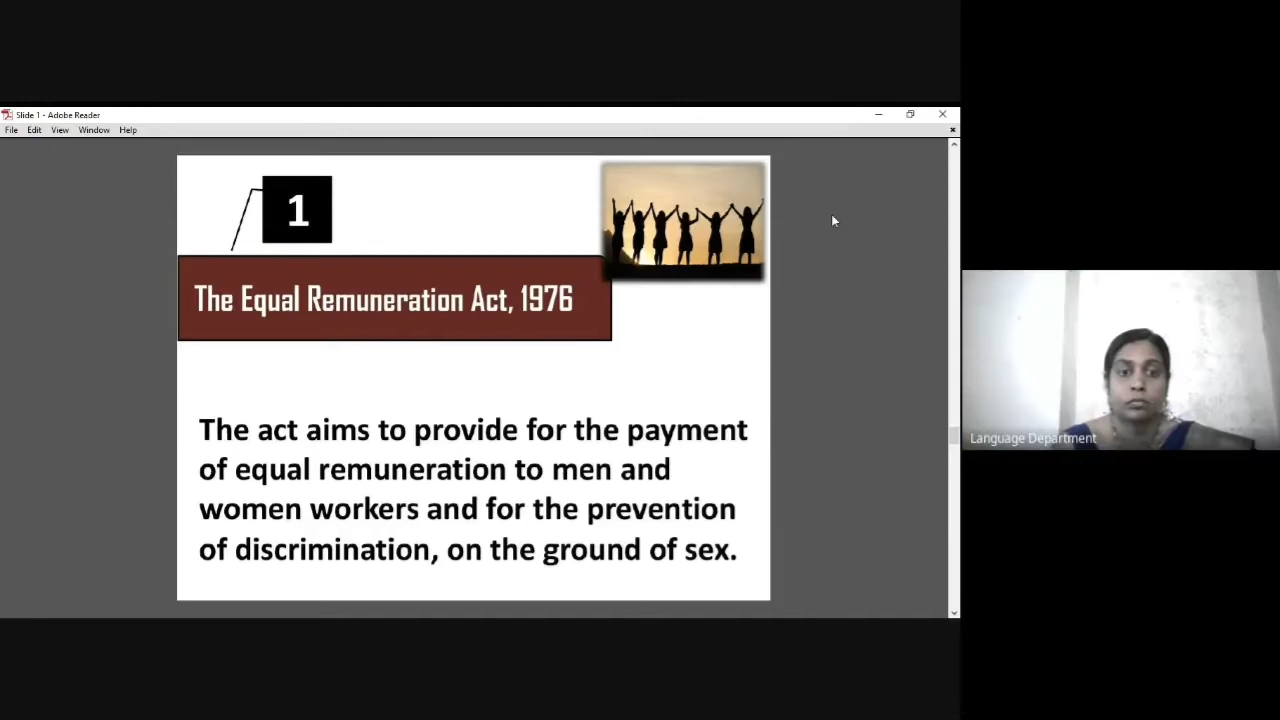 Slide 1 - Adobe Reader
File Edit View Window Help
1
The Equal Remuneration Act, 1976
The act aims to provide for the payment
of equal remuneration to men and
women workers and for the prevention
of discrimination, on the ground of sex.
Language Department